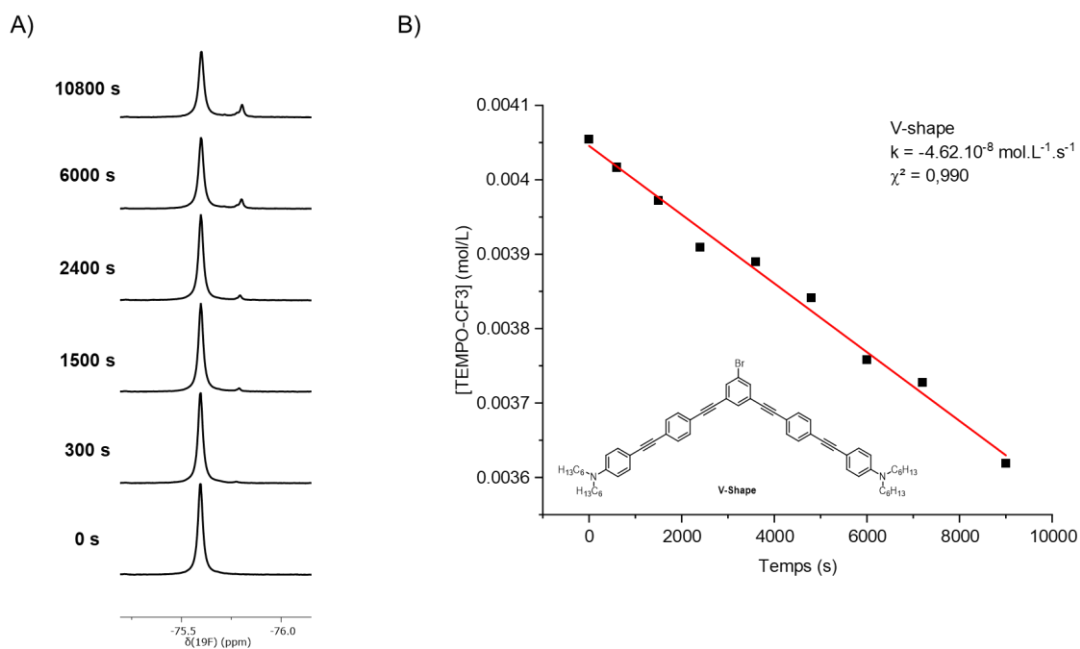 A)
10800 s
6000 s
2400 s
1500 s
300 s
0 s
-75.5
-76.0
δ(19F) (ppm)
B)
0.0041
0.004
0.0039
0.0038
0.0037
0.0036
[TEMPO-CF3] (mol/L)
V-shape
k = -4.62.10⁻⁸ mol.L⁻¹.s⁻¹
χ² = 0,990
Br
H13C6
N
H13C6
C6H13
N
C6H13
V-Shape
0
2000
4000
6000
8000
10000
Temps (s)